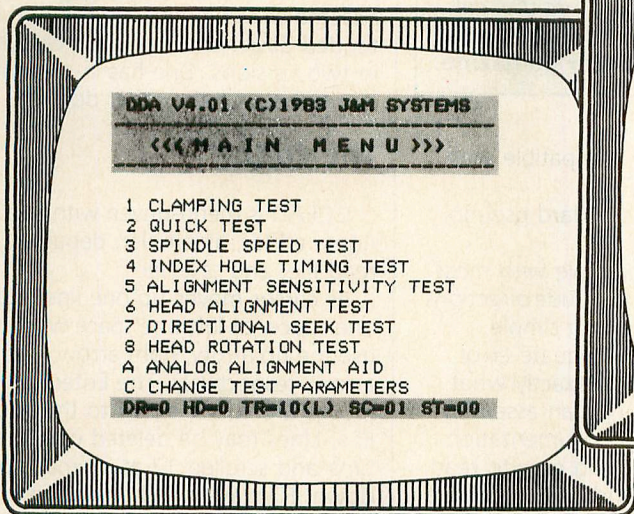 DDA V4.01 (C)1983 J&M SYSTEMS
<<<MAIN MENU>>>
1 CLAMPING TEST
2 QUICK TEST
3 SPINDLE SPEED TEST
4 INDEX HOLE TIMING TEST
5 ALIGNMENT SENSITIVITY TEST
6 HEAD ALIGNMENT TEST
7 DIRECTIONAL SEEK TEST
8 HEAD ROTATION TEST
A ANALOG ALIGNMENT AID
C CHANGE TEST PARAMETERS
DR=0 HD=0 TR=10(L) SC=01 ST=00